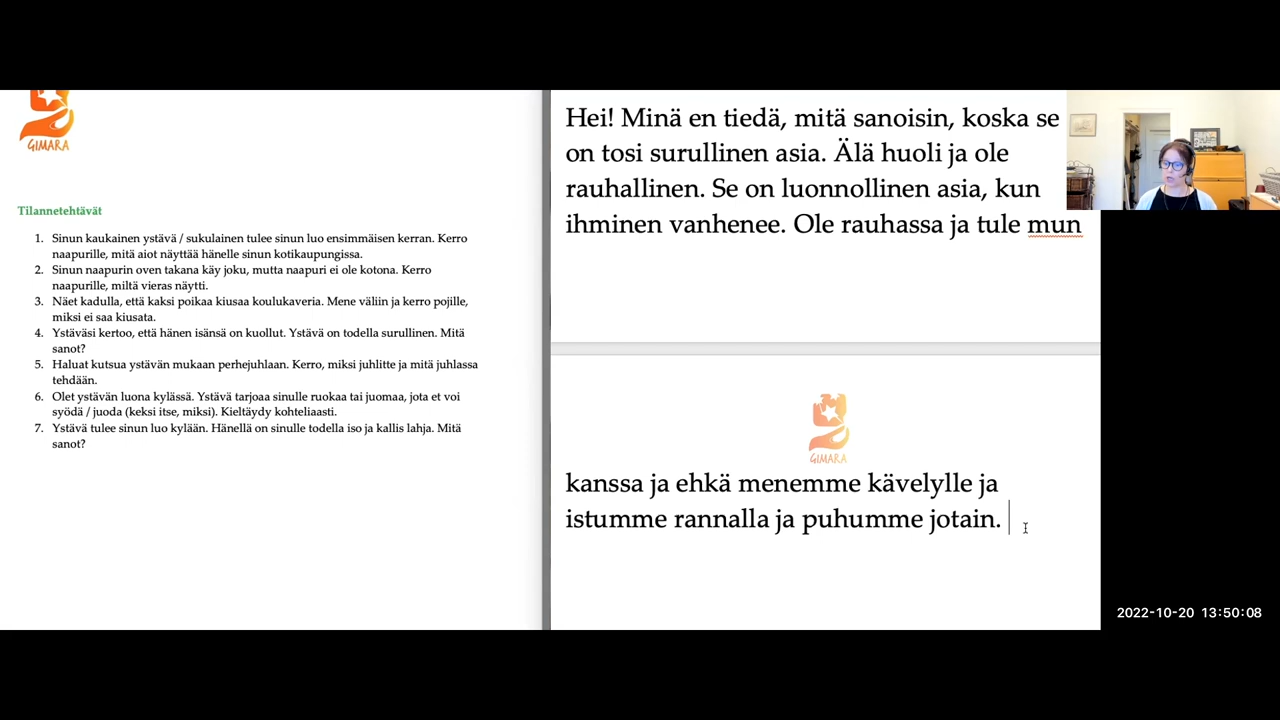 GIMARA
Tilannetehtävät
1. Sinun kaukainen ystävä / sukulainen tulee sinun luo ensimmäisen kerran. Kerro
naapurille, mitä aiot näyttää hänelle sinun kotikaupungissa.
2. Sinun naapurin oven takana käy joku, mutta naapuri ei ole kotona. Kerro
naapurille, miltä vieras näytti.
3. Näet kadulla, että kaksi poikaa kiusaa koulukaveria. Mene väliin ja kerro pojille,
miksi ei saa kiusata.
4. Ystäväsi kertoo, että hänen isänsä on kuollut. Ystävä on todella surullinen. Mitä
sanot?
5. Haluat kutsua ystävän mukaan perhejuhlaan. Kerro, miksi juhlitte ja mitä juhlassa
tehdään.
6. Olet ystävän luona kylässä. Ystävä tarjoaa sinulle ruokaa tai juomaa, jota et voi
syödä / juoda (keksi itse, miksi). Kieltäydy kohteliaasti.
7. Ystävä tulee sinun luo kylään. Hänellä on sinulle todella iso ja kallis lahja. Mitä
sanot?
Hei! Minä en tiedä, mitä sanoisin, koska se
on tosi surullinen asia. Älä huoli ja ole
rauhallinen. Se on luonnollinen asia, kun
ihminen vanhenee. Ole rauhassa ja tule mun
GIMARA
kanssa ja ehkä menemme kävelylle ja
istumme rannalla ja puhumme jotain.
2022-10-20 13:50:08